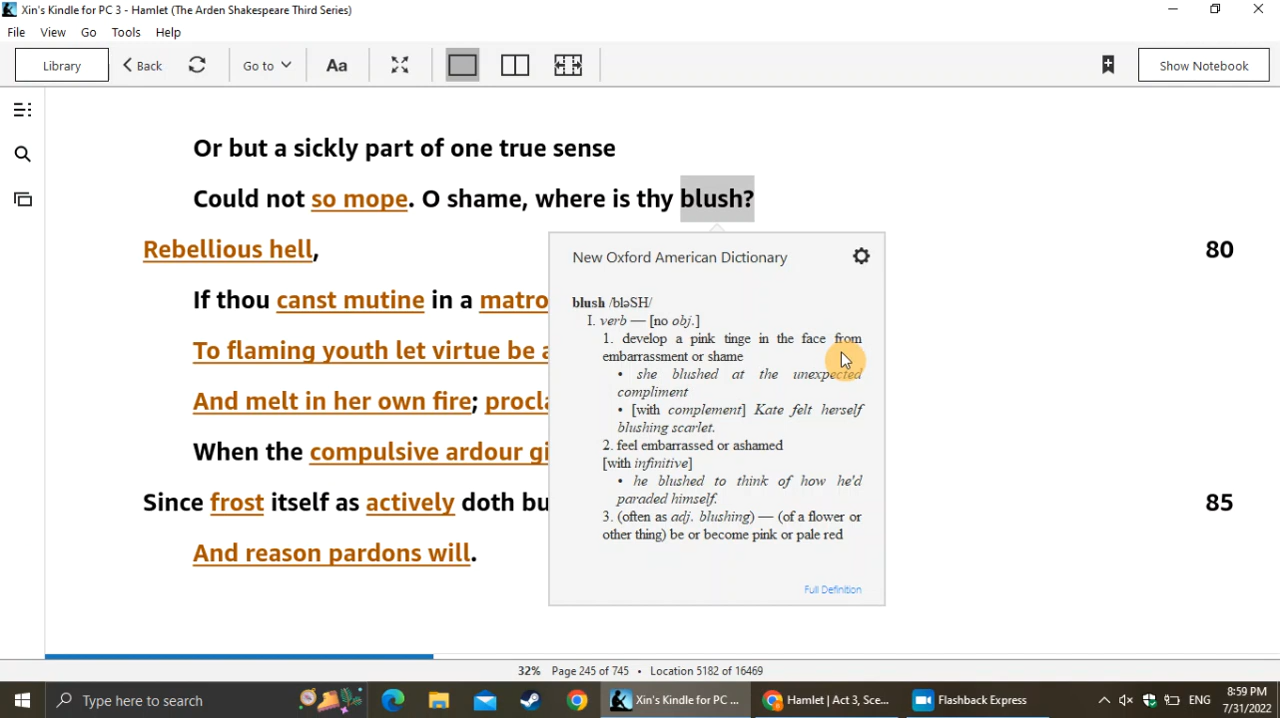 Xin's Kindle for PC 3 - Hamlet (The Arden Shakespeare Third Series)
File View Go Tools Help
Library Back Go to Aa Show Notebook
Or but a sickly part of one true sense
Could not so mope. O shame, where is thy blush?
Rebellious hell, 80
If thou canst mutine in a matro
To flaming youth let virtue be a
And melt in her own fire; procla
When the compulsive ardour gi
Since frost itself as actively doth bu 85
And reason pardons will.
New Oxford American Dictionary
blush /bləSH/
I. verb — [no obj.]
1. develop a pink tinge in the face from
embarrassment or shame
• she blushed at the unexpected
compliment
• [with complement] Kate felt herself
blushing scarlet.
2. feel embarrassed or ashamed
[with infinitive]
• he blushed to think of how he'd
paraded himself.
3. (often as adj. blushing) — (of a flower or
other thing) be or become pink or pale red
Full Definition
32% Page 245 of 745 • Location 5182 of 16469
Type here to search Xin's Kindle for PC ... Hamlet | Act 3, Sce... Flashback Express ENG 8:59 PM
7/31/2022